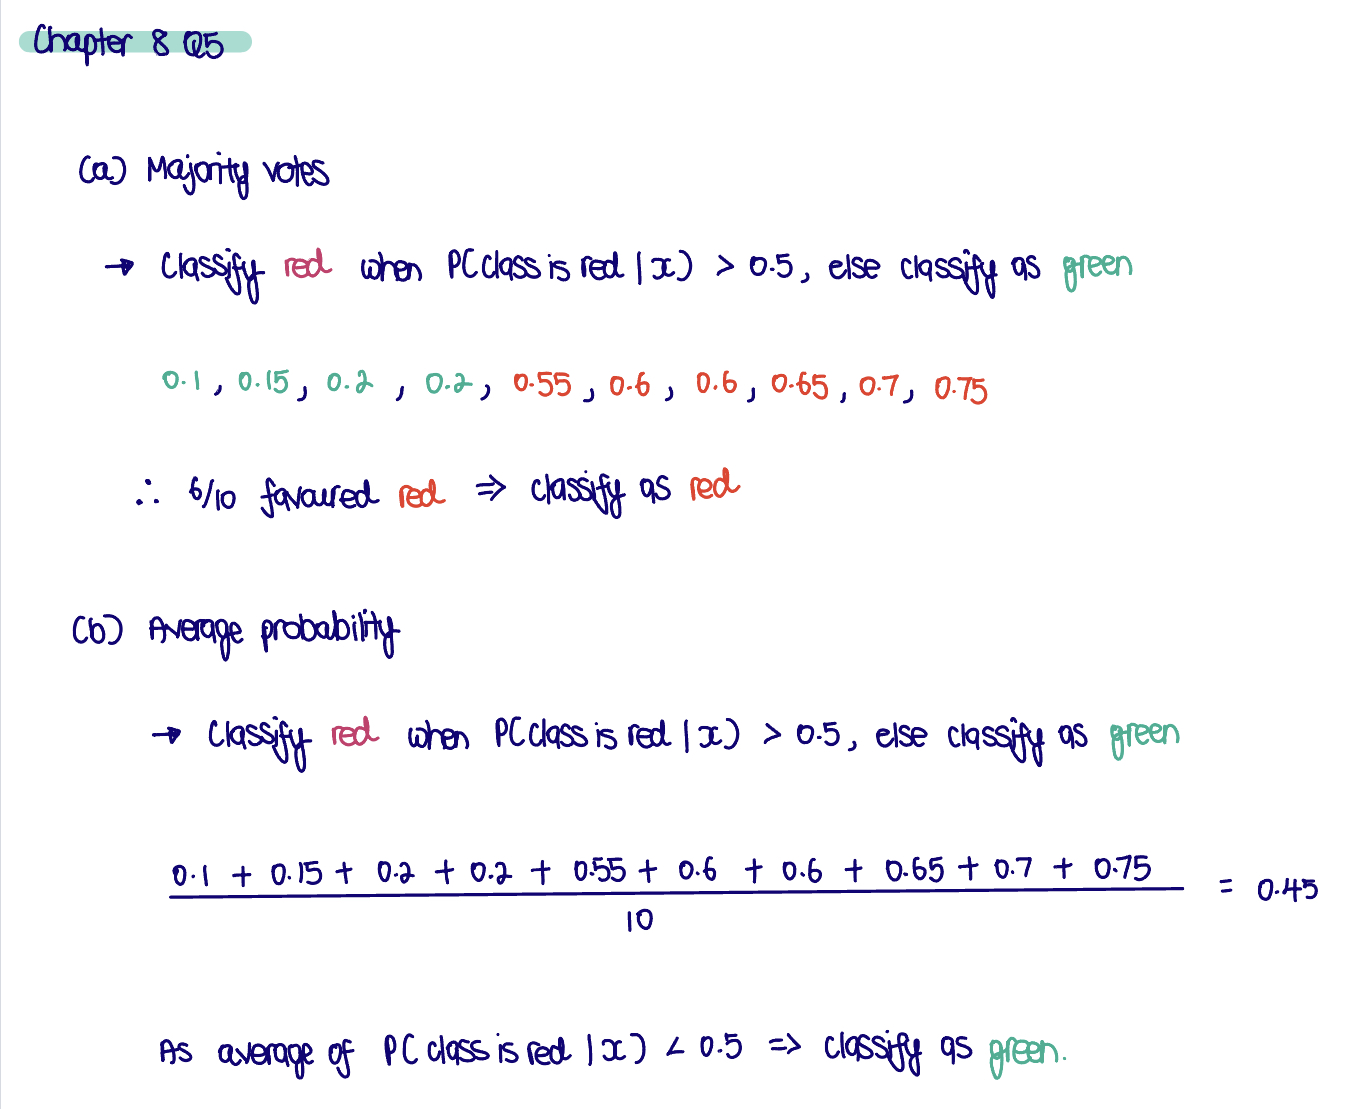 Chapter 8 Q5
(a) Majority votes
→ Classify red when P(class is red | x) > 0.5, else classify as green
0.1, 0.15, 0.2, 0.2, 0.55, 0.6, 0.6, 0.65, 0.7, 0.75
∴ 6/10 favoured red ⇒ classify as red
(b) Average probability
→ Classify red when P(class is red | x) > 0.5, else classify as green
0.1 + 0.15 + 0.2 + 0.2 + 0.55 + 0.6 + 0.6 + 0.65 + 0.7 + 0.75
10
= 0.45
As average of P(class is red | x) < 0.5 ⇒ classify as green.